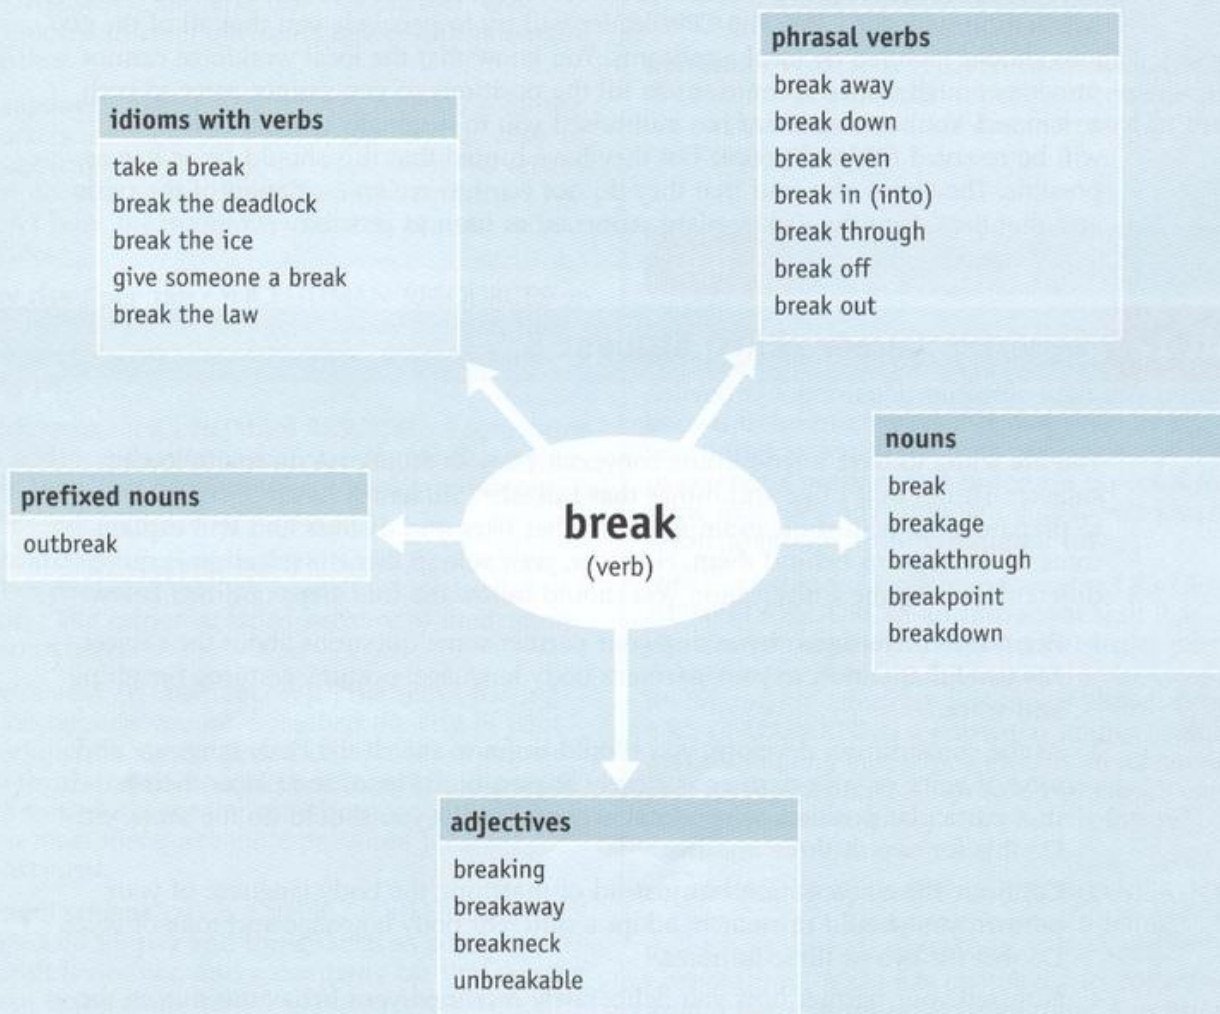 phrasal verbs
break away
break down
break even
break in (into)
break through
break off
break out
idioms with verbs
take a break
break the deadlock
break the ice
give someone a break
break the law
nouns
break
breakage
breakthrough
breakpoint
breakdown
prefixed nouns
outbreak
break
(verb)
adjectives
breaking
breakaway
breakneck
unbreakable